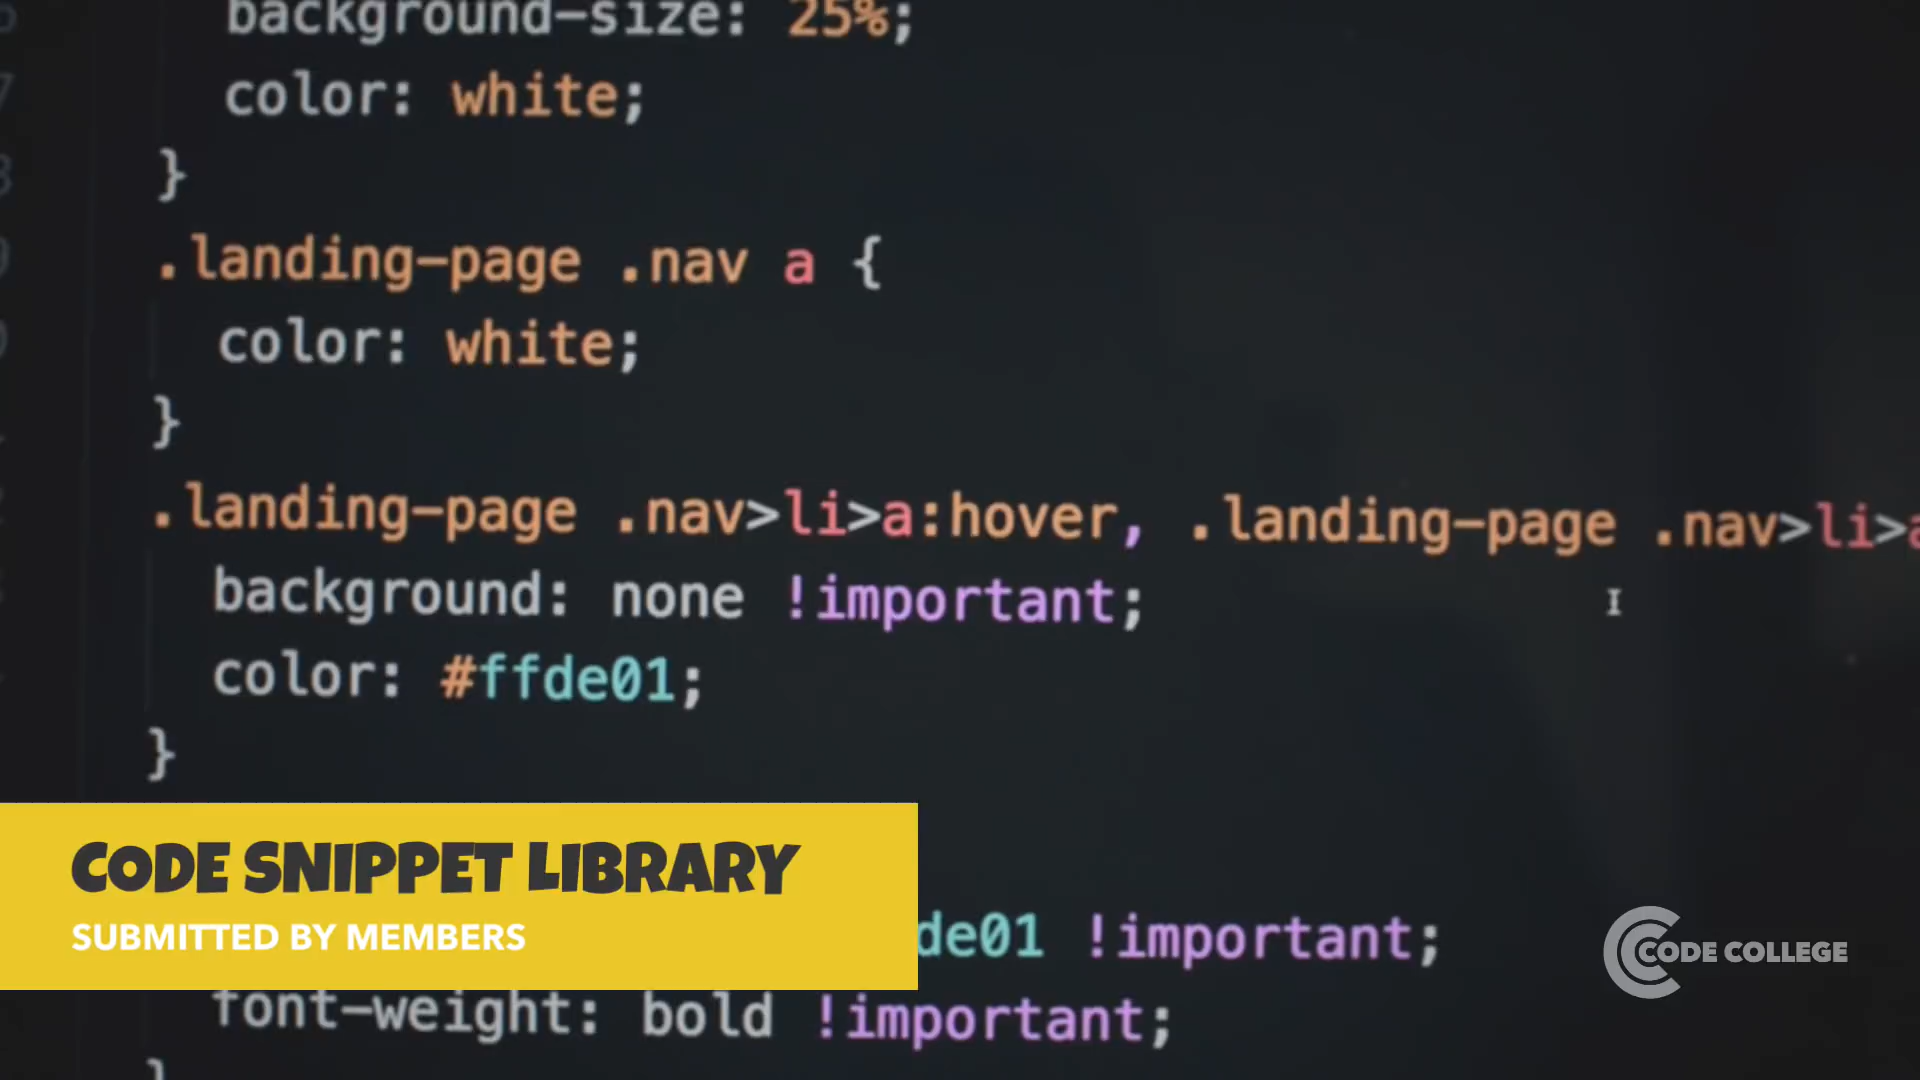 background-size: 25%;
color: white;
}
.landing-page .nav a {
color: white;
}
.landing-page .nav>li>a:hover, .landing-page .nav>li>a
background: none !important;
color: #ffde01;
}
de01 !important;
font-weight: bold !important;
}
CODE SNIPPET LIBRARY
SUBMITTED BY MEMBERS
CODE COLLEGE